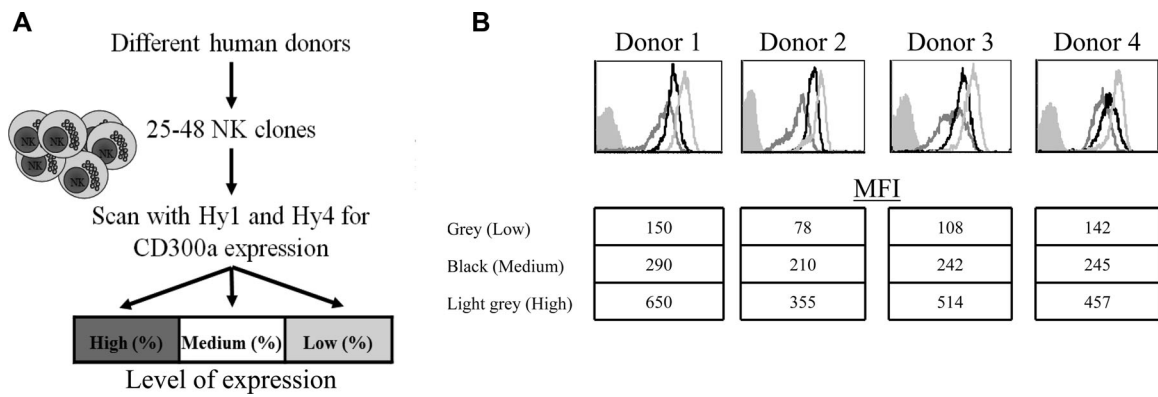 A
Different human donors
25-48 NK clones
NK
NK
NK
NK
NK
Scan with Hy1 and Hy4 for
CD300a expression
High (%) Medium (%) Low (%)
Level of expression
B
Donor 1 Donor 2 Donor 3 Donor 4
MFI
Grey (Low) 150 78 108 142
Black (Medium) 290 210 242 245
Light grey (High) 650 355 514 457